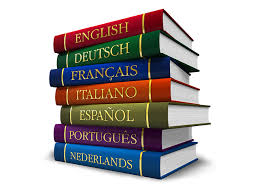 ENGLISH
DEUTSCH
FRANÇAIS
ITALIANO
ESPAÑOL
PORTUGUÊS
NEDERLANDS